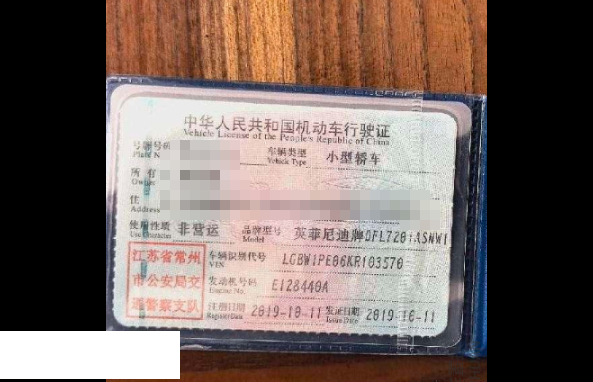 中华人民共和国机动车行驶证
Vehicle License of the People's Republic of China
号牌号码 车辆类型 小型轿车
Plate N Vehicle Type
所有
Owner
住
Address
使用性质 非营运 品牌型号 英菲尼迪牌DFL7201ASNW1
Use Character Model
江苏省常州 车辆识别代号 LGBW1PE06KR103570
VIN
市公安局交 发动机号码 E128440A
Engine No.
通警察支队 注册日期 2019-10-11 发证日期 2019-10-11
Register Date Issue Date